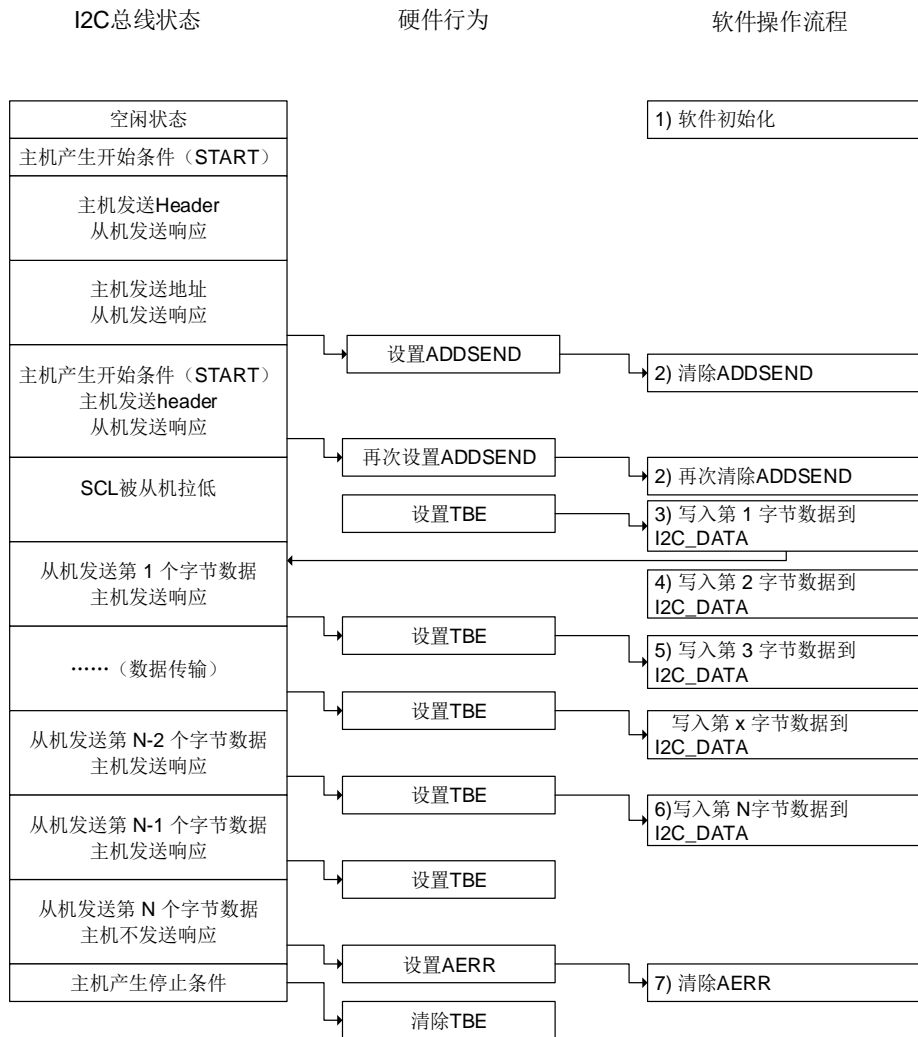 I2C总线状态
硬件行为
软件操作流程
空闲状态
1) 软件初始化
主机产生开始条件（START）
主机发送Header
从机发送响应
主机发送地址
从机发送响应
设置ADDSEND
2) 清除ADDSEND
主机产生开始条件（START）
主机发送header
从机发送响应
再次设置ADDSEND
2) 再次清除ADDSEND
SCL被从机拉低
设置TBE
3) 写入第 1 字节数据到
I2C_DATA
从机发送第 1 个字节数据
主机发送响应
4) 写入第 2 字节数据到
I2C_DATA
设置TBE
5) 写入第 3 字节数据到
I2C_DATA
……（数据传输）
设置TBE
写入第 x 字节数据到
I2C_DATA
从机发送第 N-2 个字节数据
主机发送响应
设置TBE
6)写入第 N字节数据到
I2C_DATA
从机发送第 N-1 个字节数据
主机发送响应
设置TBE
从机发送第 N 个字节数据
主机不发送响应
设置AERR
7) 清除AERR
主机产生停止条件
清除TBE